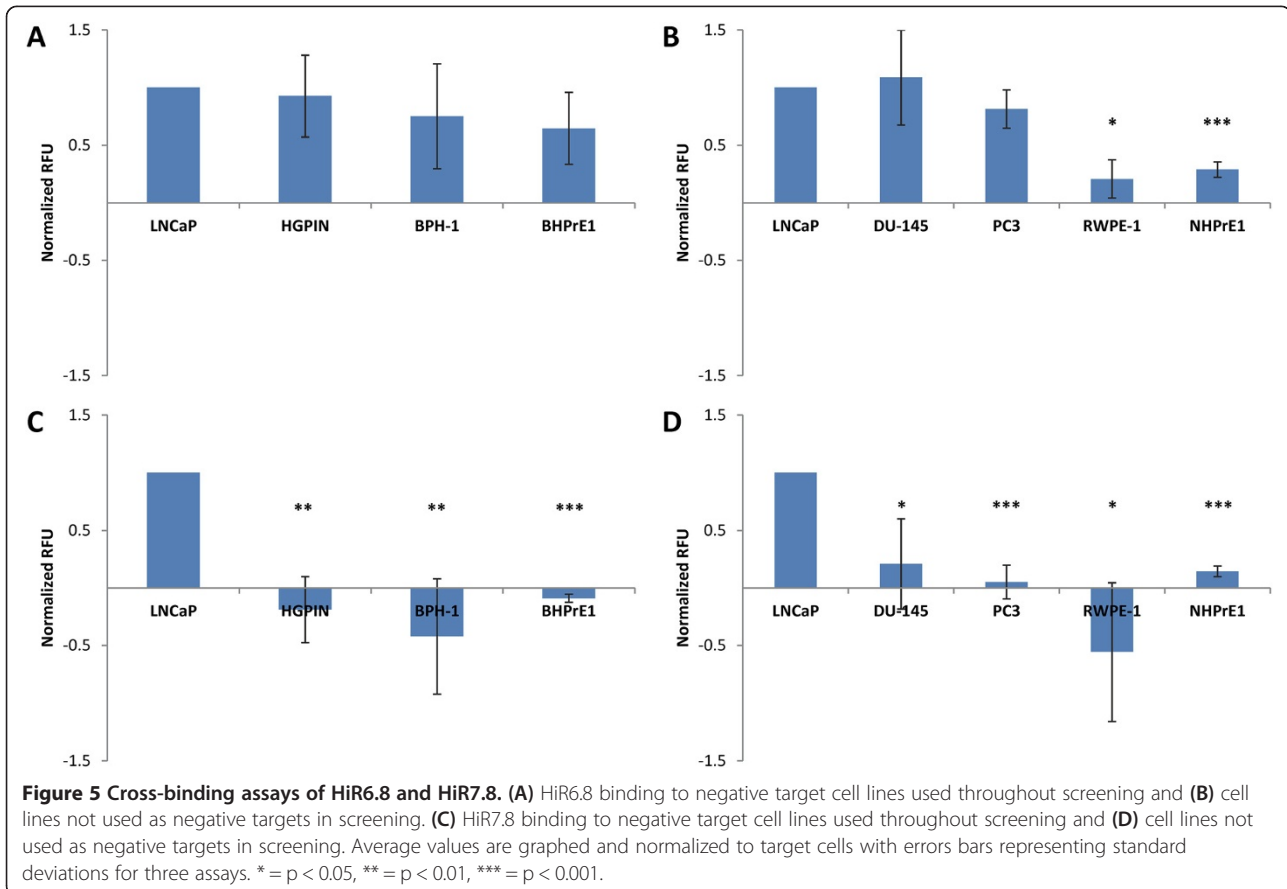 A
1.5
0.5
-0.5
-1.5
Normalized RFU
LNCaP HGPIN BPH-1 BHPrE1
B
1.5
0.5
-0.5
-1.5
Normalized RFU
* ***
LNCaP DU-145 PC3 RWPE-1 NHPrE1
C
1.5
0.5
-0.5
-1.5
Normalized RFU
** ** ***
LNCaP HGPIN BPH-1 BHPrE1
D
1.5
0.5
-0.5
-1.5
Normalized RFU
* *** * ***
LNCaP DU-145 PC3 RWPE-1 NHPrE1
Figure 5 Cross-binding assays of HiR6.8 and HiR7.8. (A) HiR6.8 binding to negative target cell lines used throughout screening and (B) cell
lines not used as negative targets in screening. (C) HiR7.8 binding to negative target cell lines used throughout screening and (D) cell lines not
used as negative targets in screening. Average values are graphed and normalized to target cells with errors bars representing standard
deviations for three assays. * = p < 0.05, ** = p < 0.01, *** = p < 0.001.